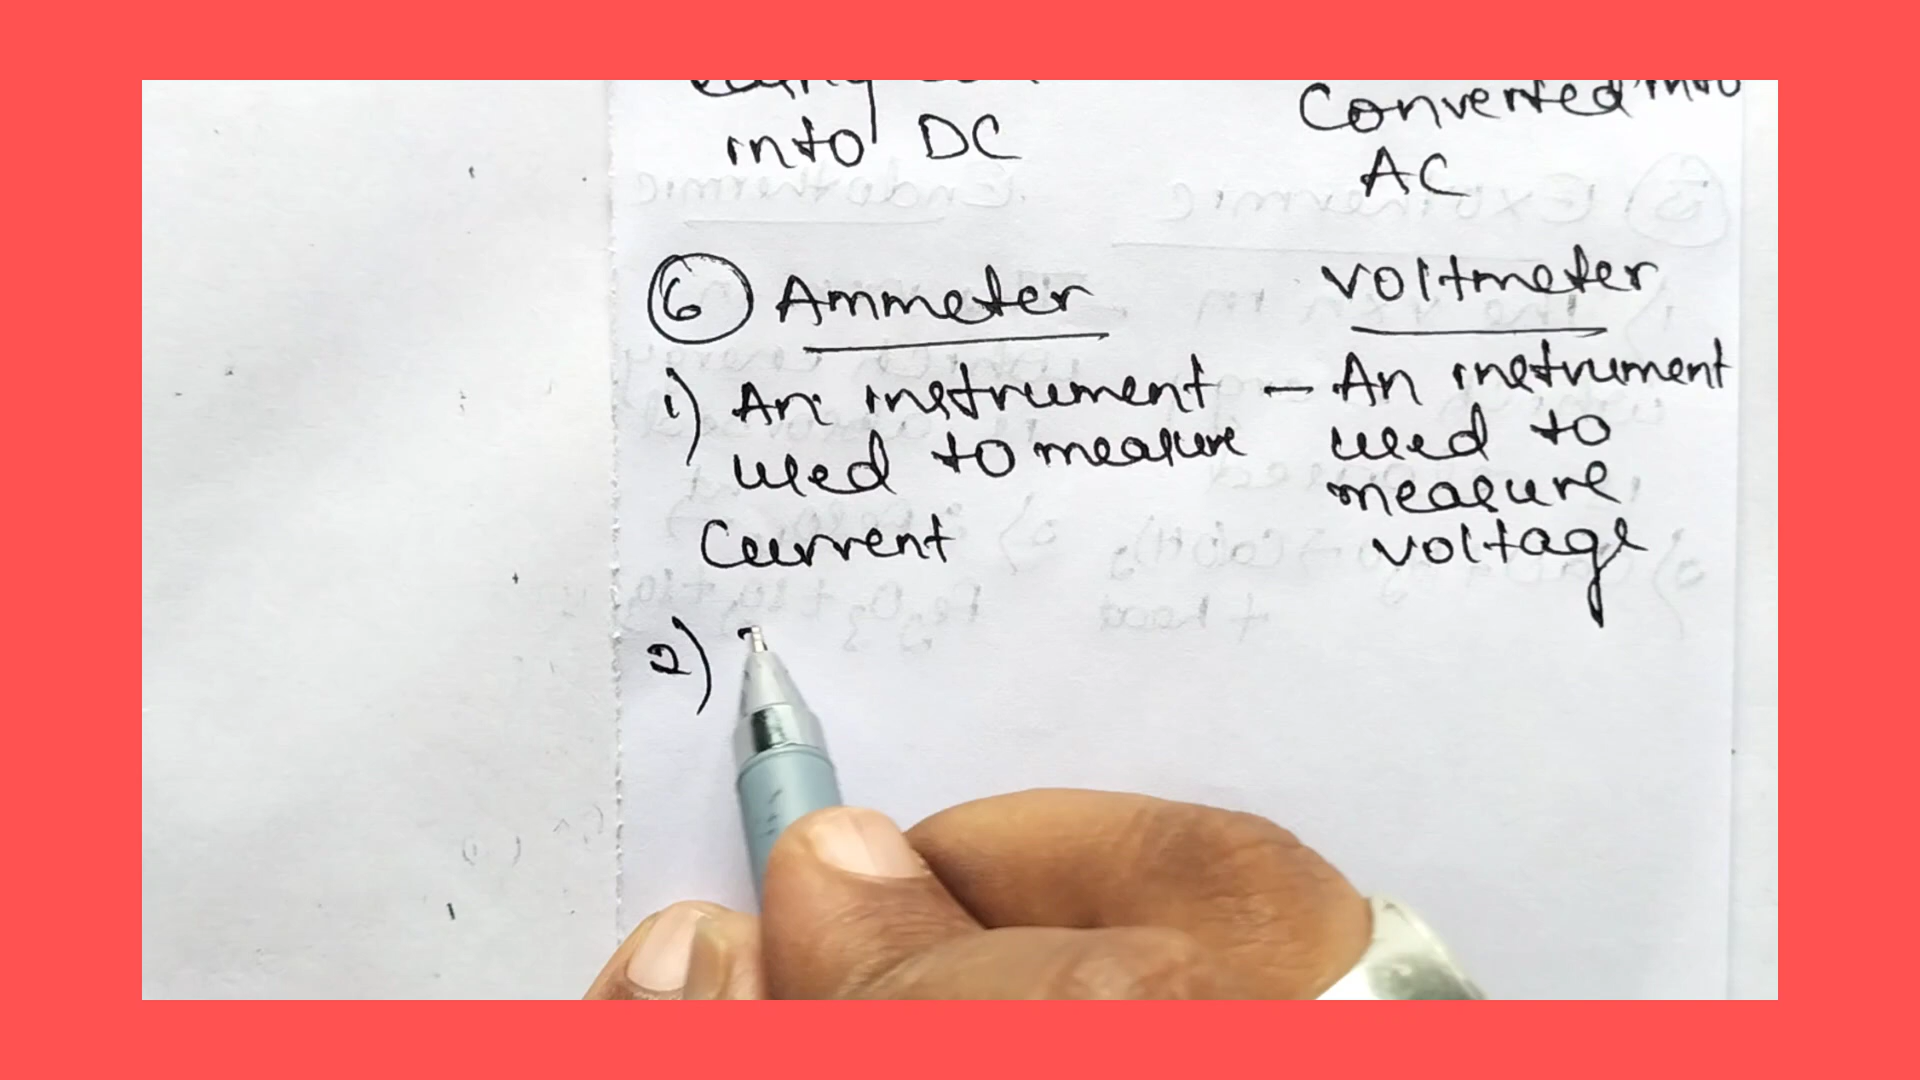 into DC
Converted into
AC
6 Ammeter
voltmeter
i) An instrument
used to measure
Current
– An instrument
used to
measure
voltage
2)